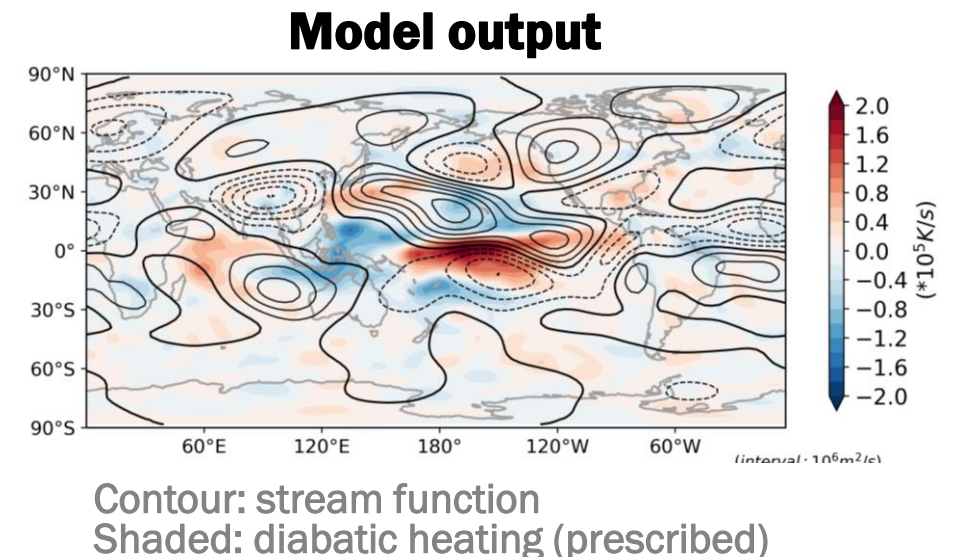 Model output
90°N
60°N
30°N
0°
30°S
60°S
90°S
60°E 120°E 180° 120°W 60°W
2.0
1.6
1.2
0.8
0.4
0.0
−0.4
−0.8
−1.2
−1.6
−2.0
(*10⁵K/s)
(interval: 10⁶m²/s)
Contour: stream function
Shaded: diabatic heating (prescribed)